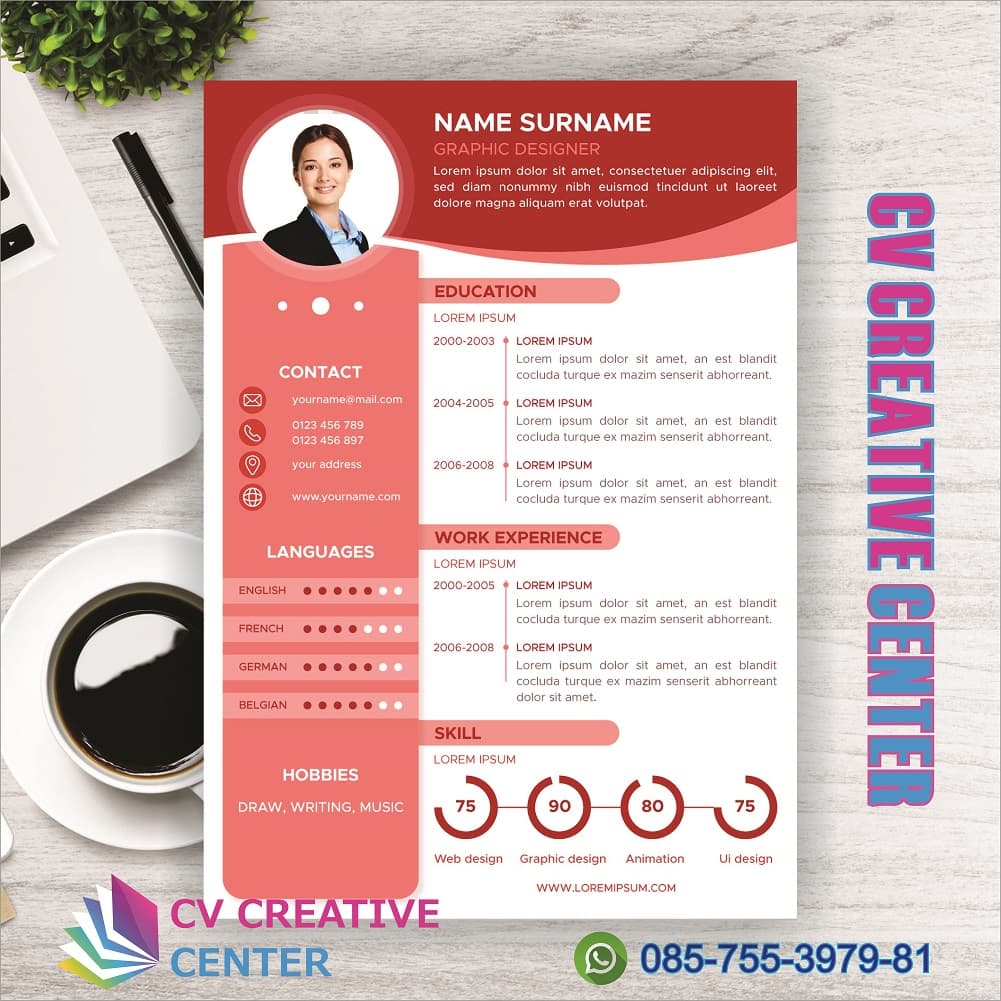 NAME SURNAME
GRAPHIC DESIGNER
Lorem ipsum dolor sit amet, consectetuer adipiscing elit,
sed diam nonummy nibh euismod tincidunt ut laoreet
dolore magna aliquam erat volutpat.
CONTACT
yourname@mail.com
0123 456 789
0123 456 897
your address
www.yourname.com
LANGUAGES
ENGLISH
FRENCH
GERMAN
BELGIAN
HOBBIES
DRAW, WRITING, MUSIC
EDUCATION
LOREM IPSUM
2000-2003 LOREM IPSUM
Lorem ipsum dolor sit amet, an est blandit
cocluda turque ex mazim senserit abhorreant.
2004-2005 LOREM IPSUM
Lorem ipsum dolor sit amet, an est blandit
cocluda turque ex mazim senserit abhorreant.
2006-2008 LOREM IPSUM
Lorem ipsum dolor sit amet, an est blandit
cocluda turque ex mazim senserit abhorreant.
WORK EXPERIENCE
LOREM IPSUM
2000-2005 LOREM IPSUM
Lorem ipsum dolor sit amet, an est blandit
cocluda turque ex mazim senserit abhorreant.
2006-2008 LOREM IPSUM
Lorem ipsum dolor sit amet, an est blandit
cocluda turque ex mazim senserit abhorreant.
dolor sit amet.
SKILL
LOREM IPSUM
75 90 80 75
Web design Graphic design Animation Ui design
WWW.LOREMIPSUM.COM
CV CREATIVE CENTER
CV CREATIVE
CENTER
085-755-3979-81